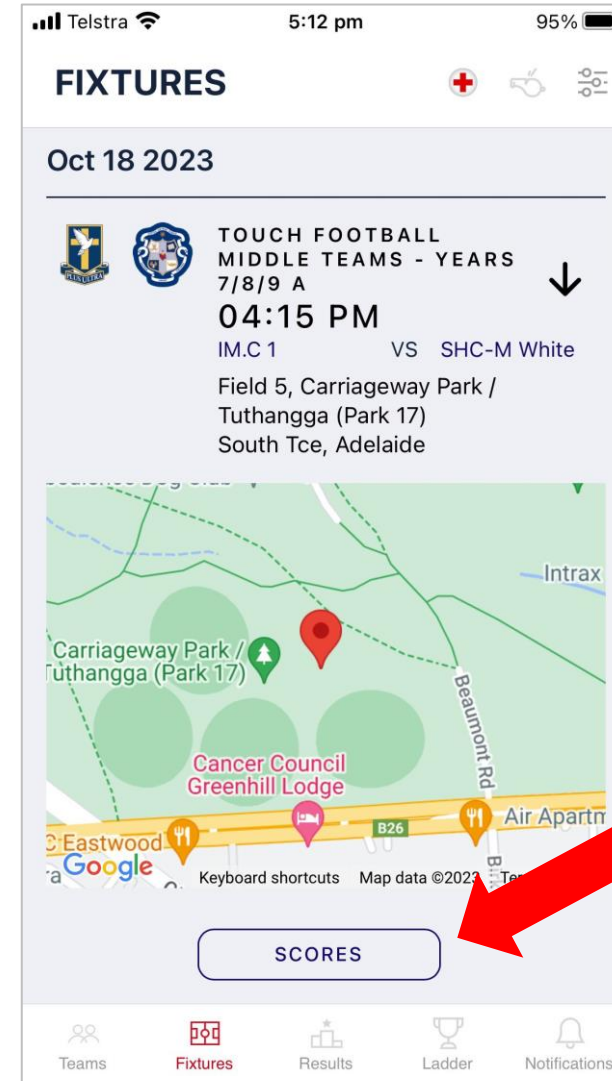 Telstra
5:12 pm
95%
FIXTURES
Oct 18 2023
TOUCH FOOTBALL
MIDDLE TEAMS - YEARS
7/8/9 A
04:15 PM
IM.C 1 VS SHC-M White
Field 5, Carriageway Park /
Tuthangga (Park 17)
South Tce, Adelaide
Intrax
Carriageway Park /
Tuthangga (Park 17)
Beaumont Rd
Cancer Council
Greenhill Lodge
B26
Air Apartm
Eastwood
Google
Keyboard shortcuts
Map data ©2023
SCORES
Teams
Fixtures
Results
Ladder
Notifications